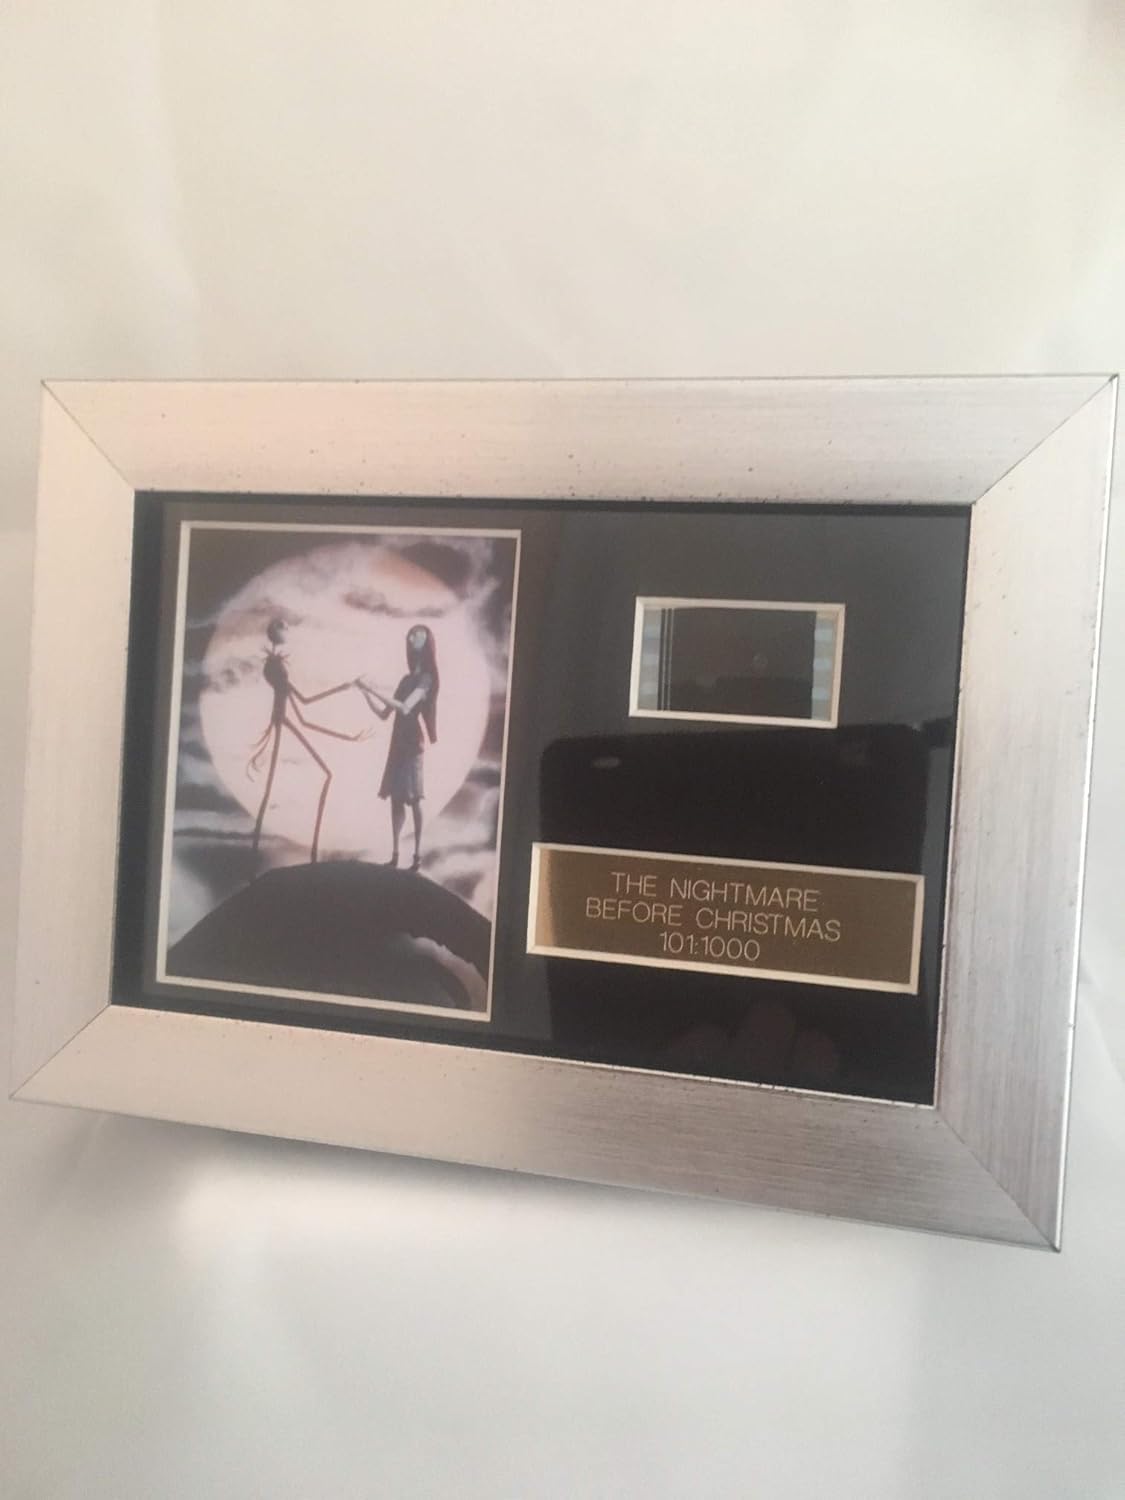 THE NIGHTMARE
BEFORE CHRISTMAS
101:1000